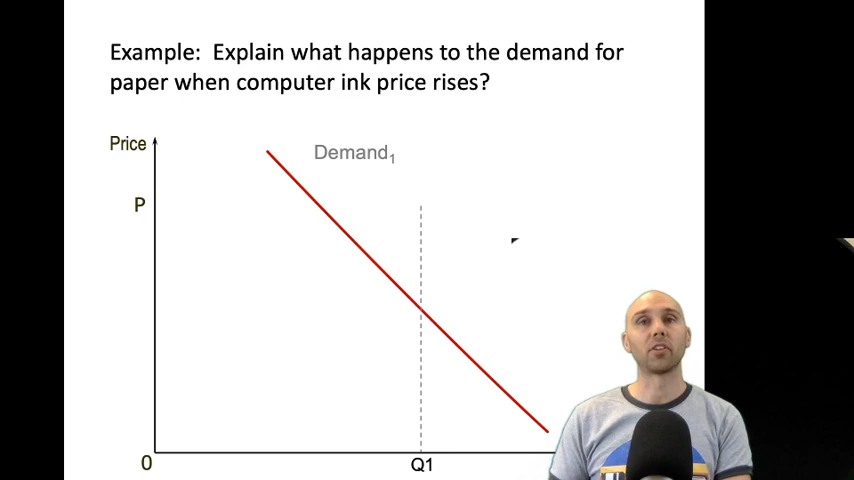 Example:  Explain what happens to the demand for
paper when computer ink price rises?
Price
Demand₁
P
0
Q1